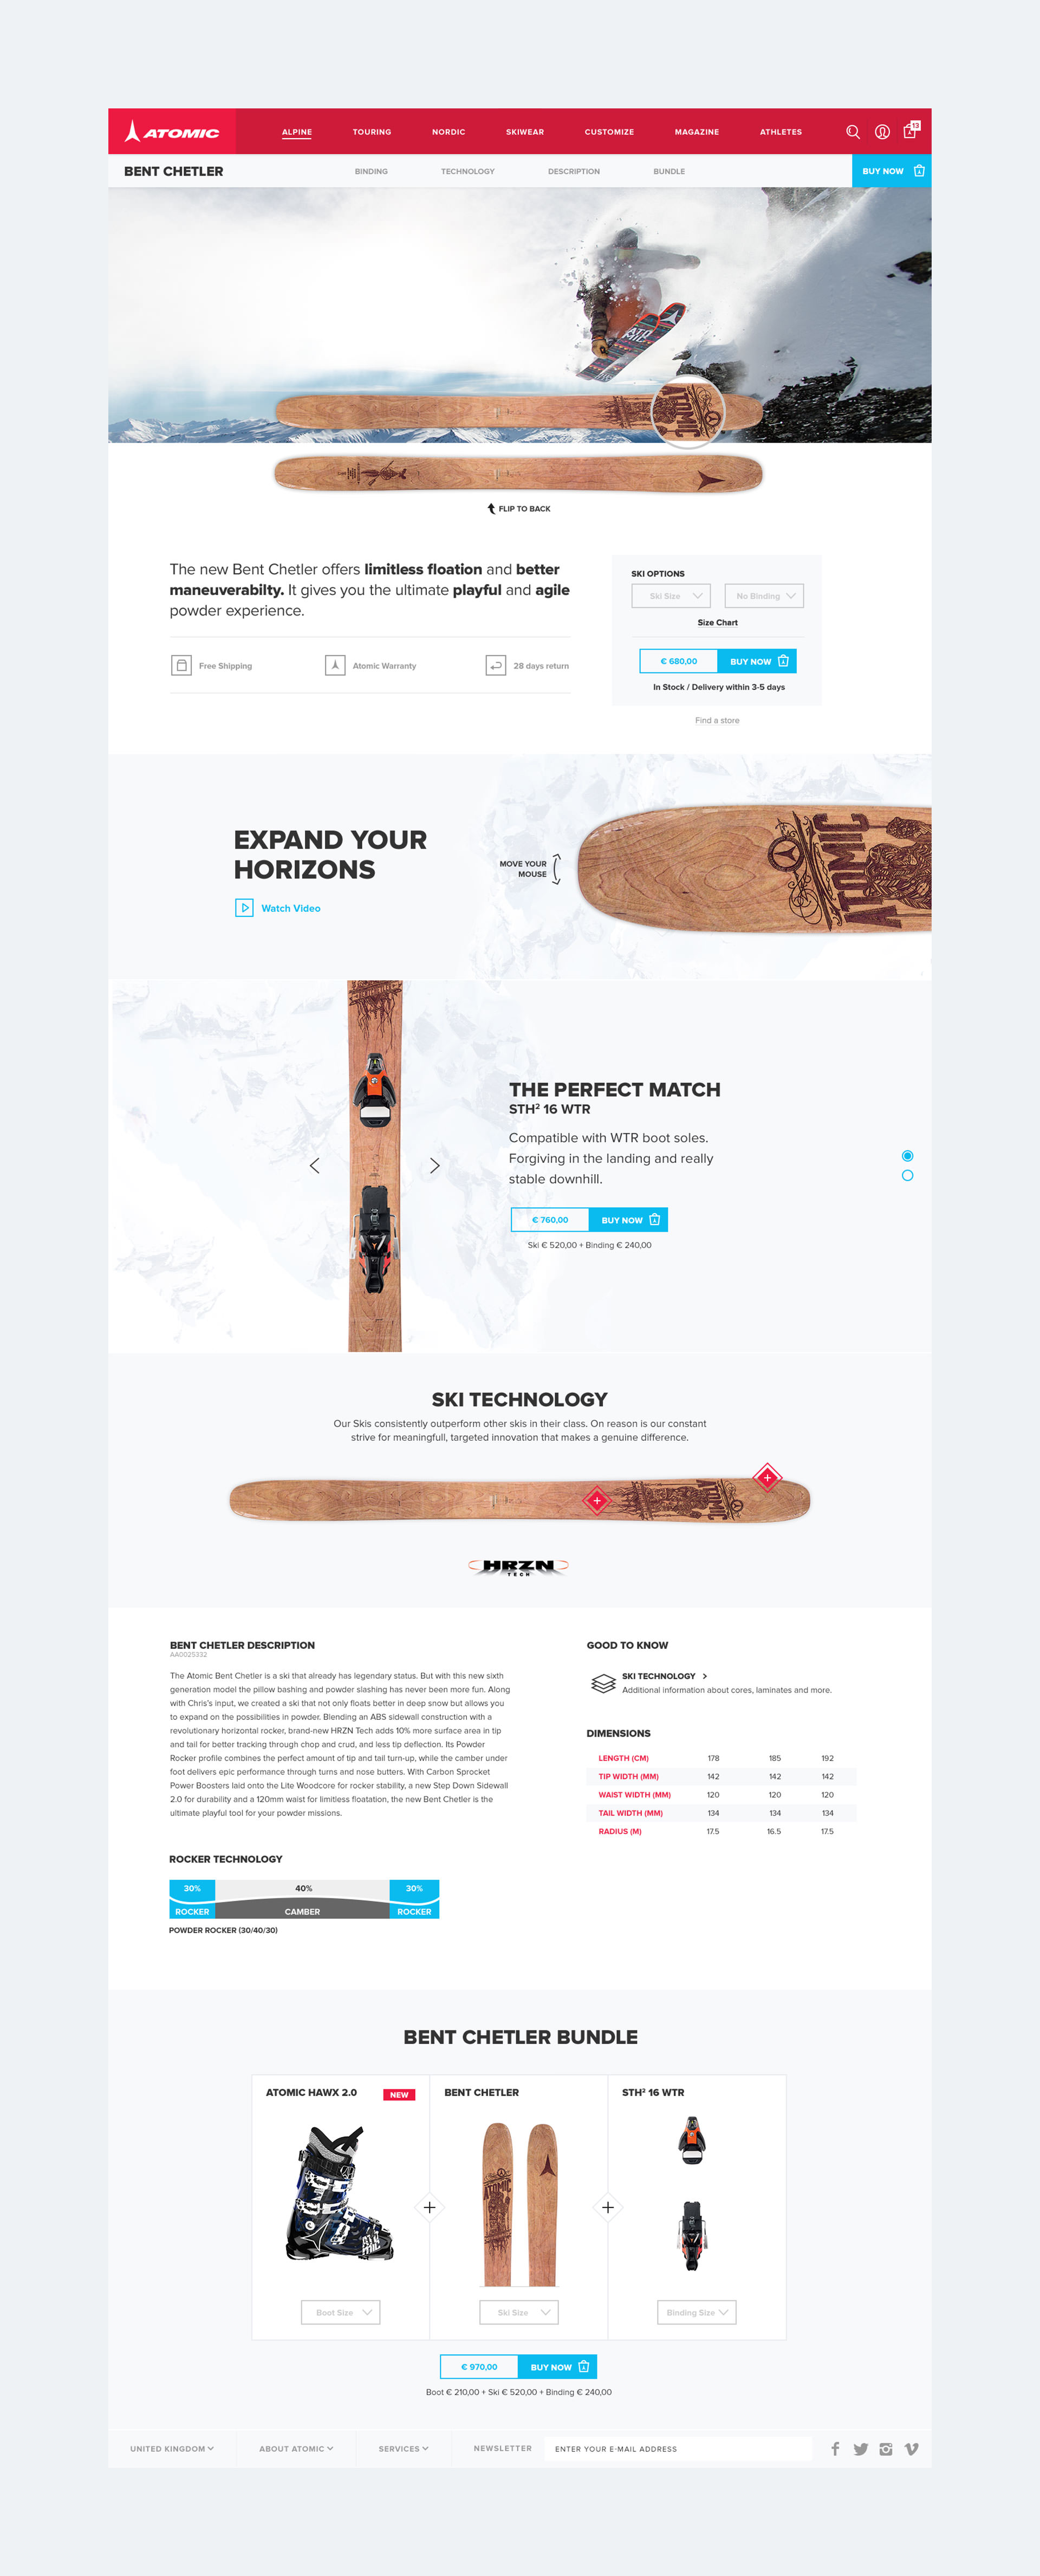 ATOMIC
ALPINE
TOURING
NORDIC
SKIWEAR
CUSTOMIZE
MAGAZINE
ATHLETES
13
BENT CHETLER
BINDING
TECHNOLOGY
DESCRIPTION
BUNDLE
BUY NOW
ATO
MIC
ATOMIC
FLIP TO BACK
The new Bent Chetler offers limitless floation and better
maneuverabilty. It gives you the ultimate playful and agile
powder experience.
Free Shipping
Atomic Warranty
28 days return
SKI OPTIONS
Ski Size
No Binding
Size Chart
€ 680,00
BUY NOW
In Stock / Delivery within 3-5 days
Find a store
EXPAND YOUR
HORIZONS
Watch Video
MOVE YOUR
MOUSE
ATOMIC
THE PERFECT MATCH
STH² 16 WTR
Compatible with WTR boot soles.
Forgiving in the landing and really
stable downhill.
€ 760,00
BUY NOW
Ski € 520,00 + Binding € 240,00
SKI TECHNOLOGY
Our Skis consistently outperform other skis in their class. On reason is our constant
strive for meaningfull, targeted innovation that makes a genuine difference.
ATOMIC
HRZN
TECH
BENT CHETLER DESCRIPTION
AA0025332
The Atomic Bent Chetler is a ski that already has legendary status. But with this new sixth
generation model the pillow bashing and powder slashing has never been more fun. Along
with Chris's input, we created a ski that not only floats better in deep snow but allows you
to expand on the possibilities in powder. Blending an ABS sidewall construction with a
revolutionary horizontal rocker, brand-new HRZN Tech adds 10% more surface area in tip
and tail for better tracking through chop and crud, and less tip deflection. Its Powder
Rocker profile combines the perfect amount of tip and tail turn-up, while the camber under
foot delivers epic performance through turns and nose butters. With Carbon Sprocket
Power Boosters laid onto the Lite Woodcore for rocker stability, a new Step Down Sidewall
2.0 for durability and a 120mm waist for limitless floatation, the new Bent Chetler is the
ultimate playful tool for your powder missions.
ROCKER TECHNOLOGY
30%
40%
30%
ROCKER
CAMBER
ROCKER
POWDER ROCKER (30/40/30)
GOOD TO KNOW
SKI TECHNOLOGY
Additional information about cores, laminates and more.
DIMENSIONS
LENGTH (CM) 178 185 192
TIP WIDTH (MM) 142 142 142
WAIST WIDTH (MM) 120 120 120
TAIL WIDTH (MM) 134 134 134
RADIUS (M) 17.5 16.5 17.5
BENT CHETLER BUNDLE
ATOMIC HAWX 2.0
NEW
BENT CHETLER
STH² 16 WTR
ATOMIC
Boot Size
Ski Size
Binding Size
€ 970,00
BUY NOW
Boot € 210,00 + Ski € 520,00 + Binding € 240,00
UNITED KINGDOM
ABOUT ATOMIC
SERVICES
NEWSLETTER
ENTER YOUR E-MAIL ADDRESS